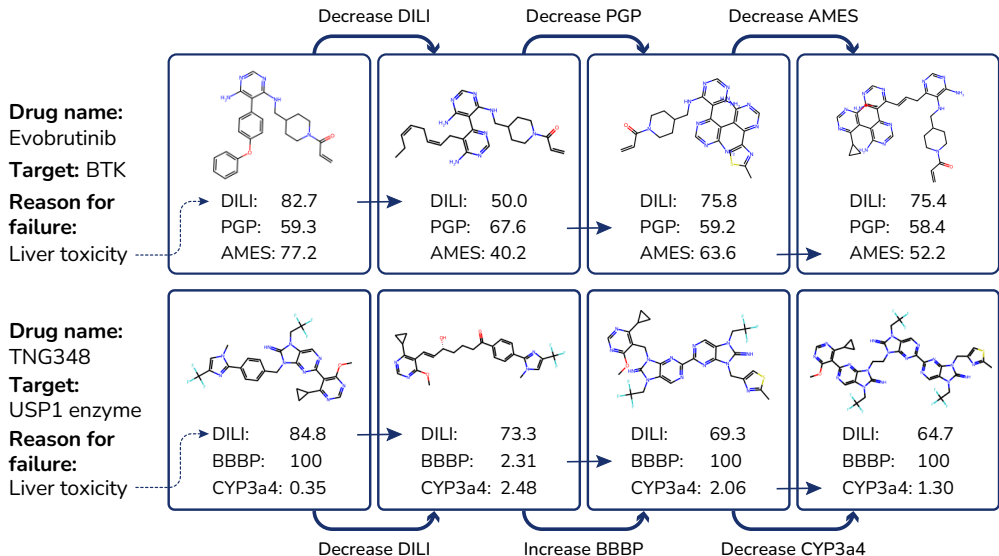 Decrease DILI
Decrease PGP
Decrease AMES
Drug name:
Evobrutinib
Target: BTK
Reason for
failure:
Liver toxicity
DILI: 82.7
PGP: 59.3
AMES: 77.2
DILI: 50.0
PGP: 67.6
AMES: 40.2
DILI: 75.8
PGP: 59.2
AMES: 63.6
DILI: 75.4
PGP: 58.4
AMES: 52.2
Drug name:
TNG348
Target:
USP1 enzyme
Reason for
failure:
Liver toxicity
DILI: 84.8
BBBP: 100
CYP3a4: 0.35
DILI: 73.3
BBBP: 2.31
CYP3a4: 2.48
DILI: 69.3
BBBP: 100
CYP3a4: 2.06
DILI: 64.7
BBBP: 100
CYP3a4: 1.30
Decrease DILI
Increase BBBP
Decrease CYP3a4